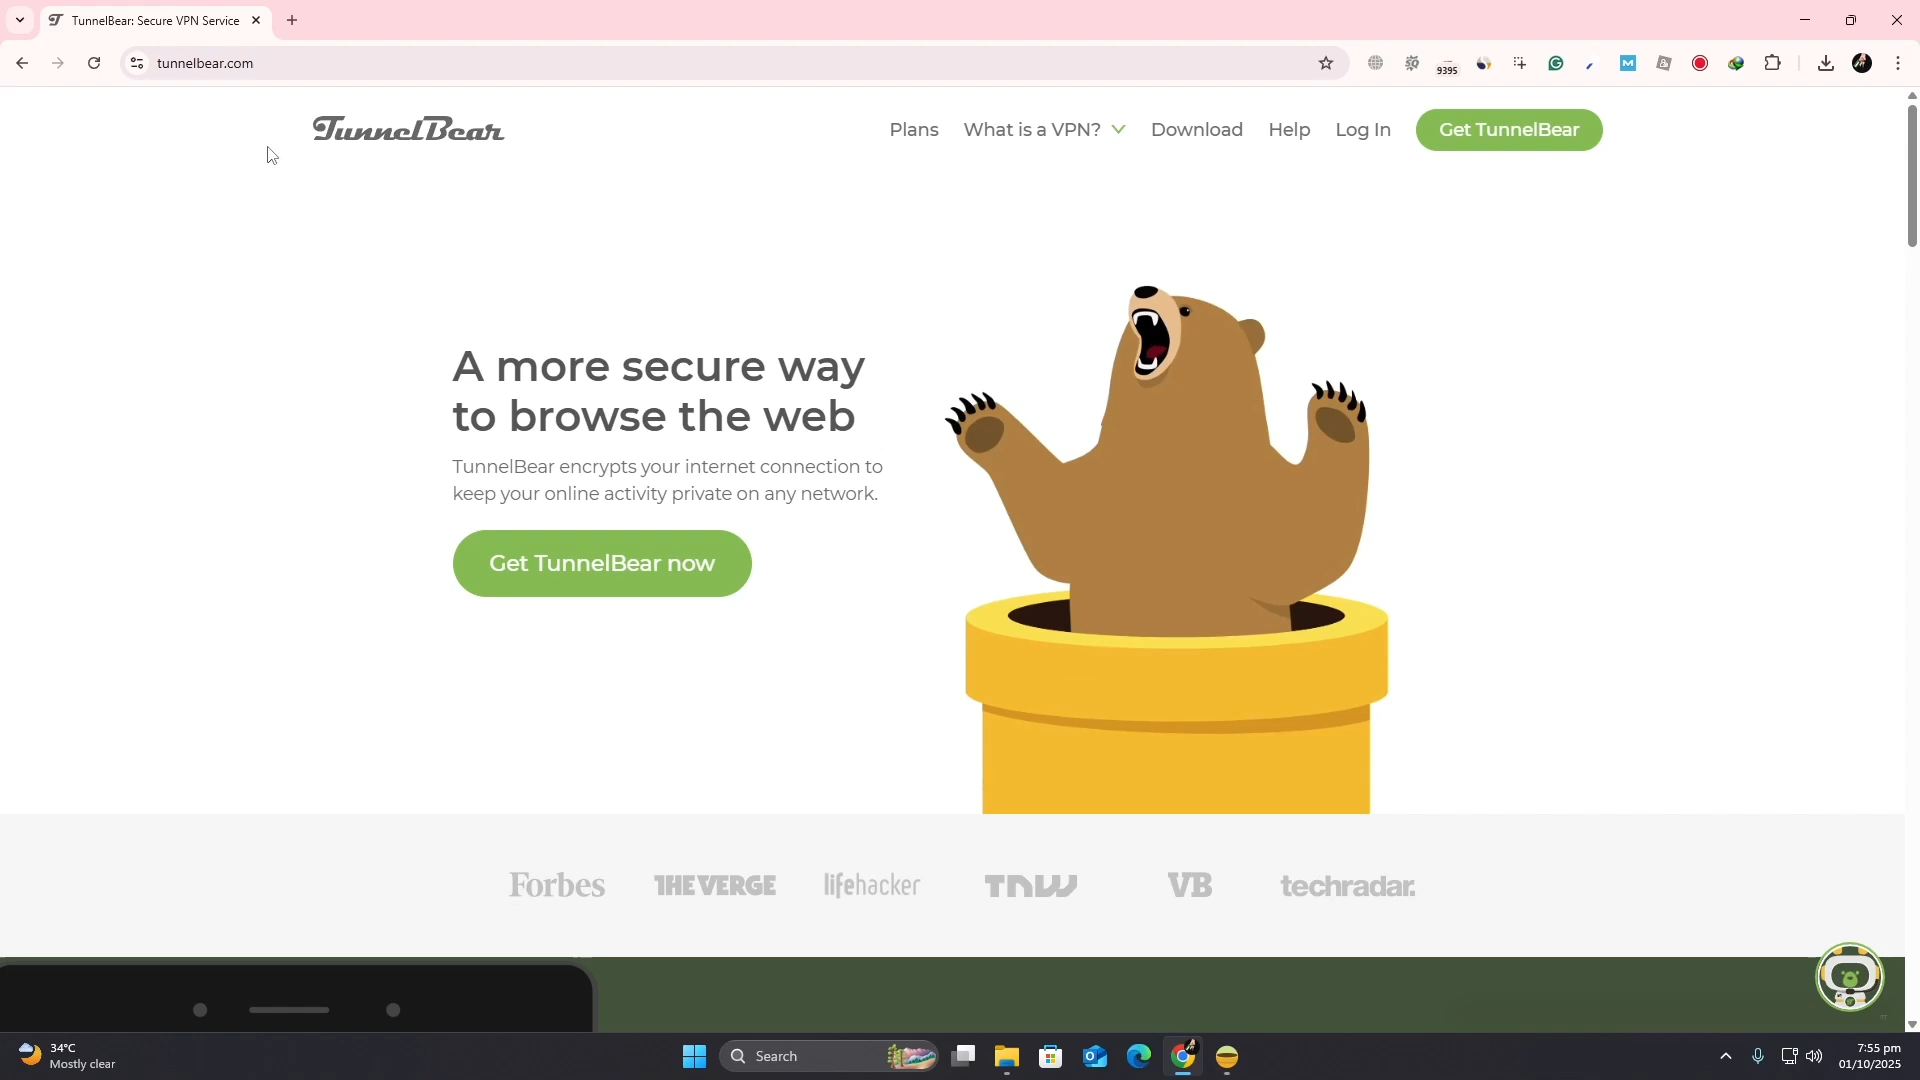 TunnelBear: Secure VPN Service
tunnelbear.com
9395
TunnelBear
Plans
What is a VPN?
Download
Help
Log In
Get TunnelBear
A more secure way
to browse the web
TunnelBear encrypts your internet connection to
keep your online activity private on any network.
Get TunnelBear now
Forbes
THE VERGE
lifehacker
TNW
VB
techradar.
34°C
Mostly clear
Search
7:55 pm
01/10/2025